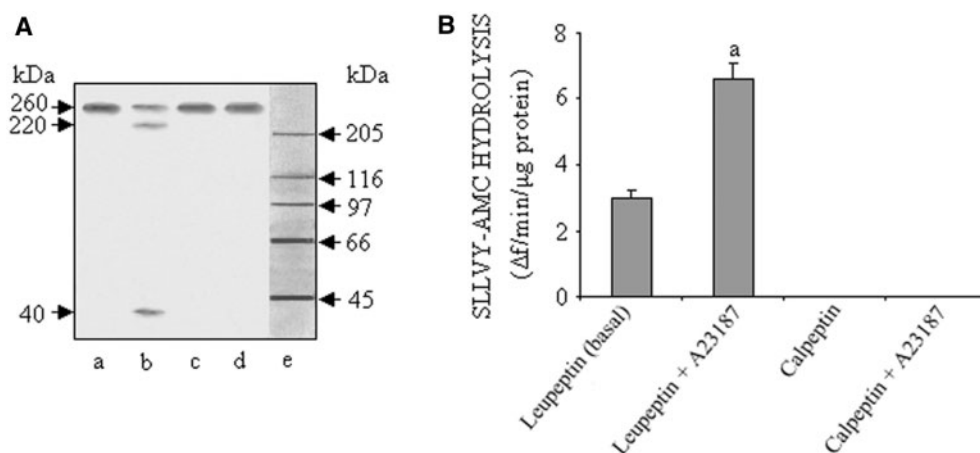 A
kDa
260
220
40
kDa
205
116
97
66
45
a b c d e
B
SLLVY-AMC HYDROLYSIS
(Δf/min/µg protein)
8
6
4
2
0
a
Leupeptin (basal)
Leupeptin + A23187
Calpeptin
Calpeptin + A23187